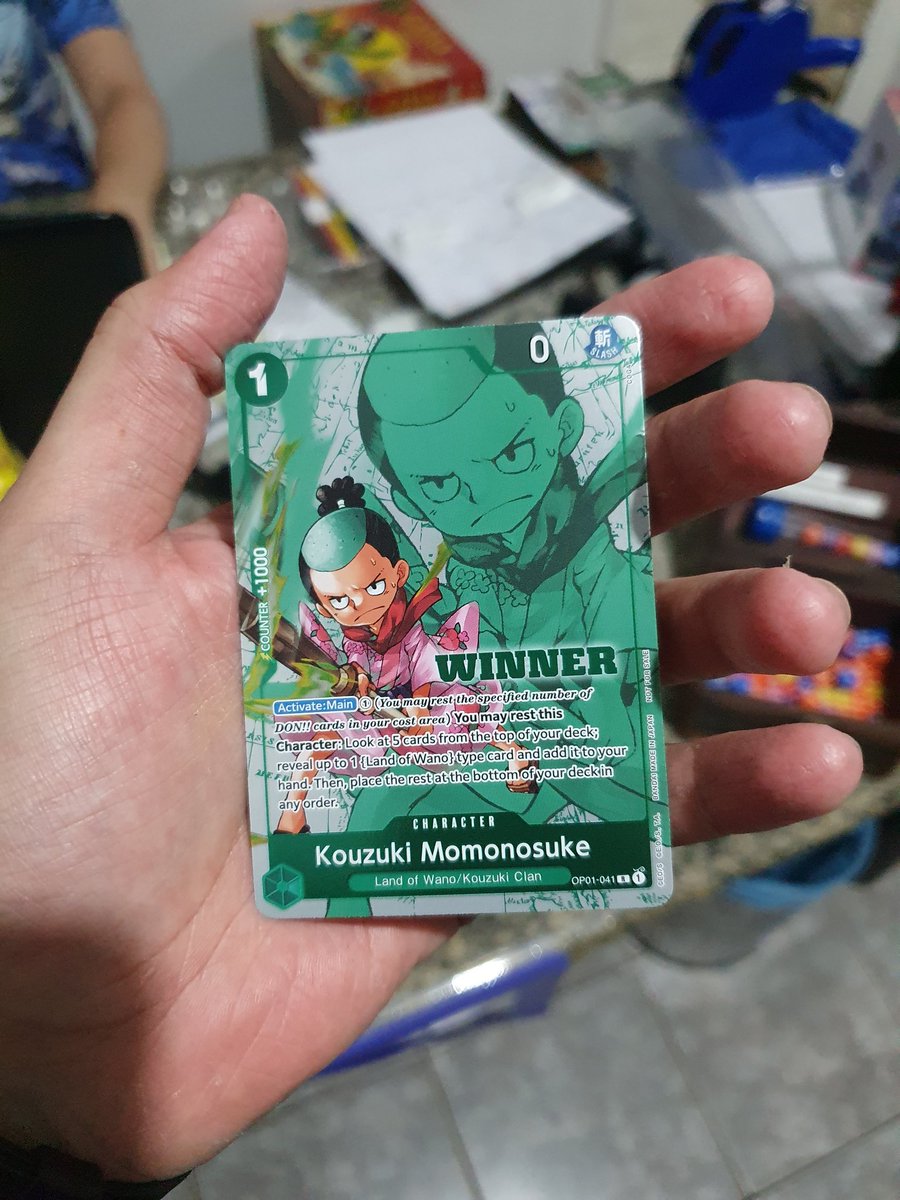 1
0
斬
SLASH
COUNTER +1000
WINNER
Activate:Main ① (You may rest the specified number of
DON!! cards in your cost area) You may rest this
Character: Look at 5 cards from the top of your deck;
reveal up to 1 {Land of Wano} type card and add it to your
hand. Then, place the rest at the bottom of your deck in
any order.
CHARACTER
Kouzuki Momonosuke
Land of Wano/Kouzuki Clan
OP01-041 R 1
BANDAI MADE IN JAPAN NOT FOR SALE